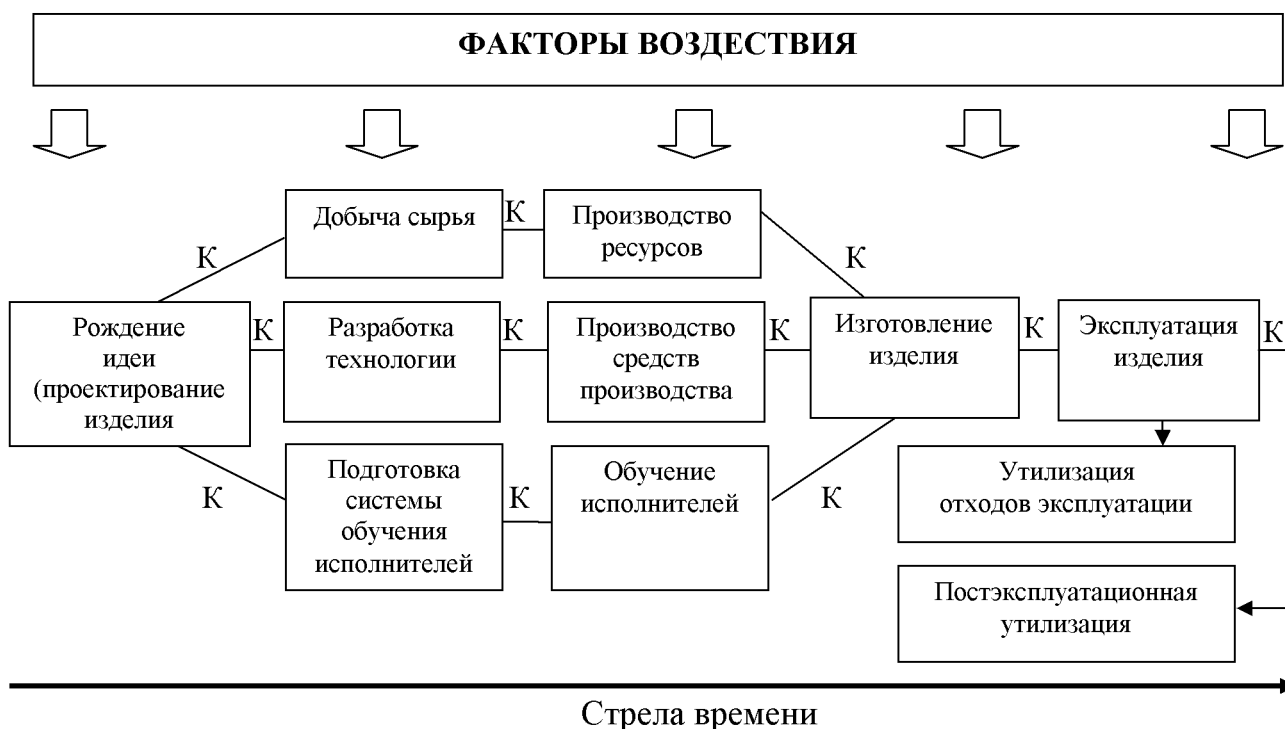 ФАКТОРЫ ВОЗДЕСТВИЯ
Добыча сырья
К
Производство
ресурсов
К
К
Рождение
идеи
(проектирование
изделия
К
Разработка
технологии
К
Производство
средств
производства
К
Изготовление
изделия
К
Эксплуатация
изделия
К
К
Подготовка
системы
обучения
исполнителей
К
Обучение
исполнителей
К
Утилизация
отходов эксплуатации
Постэксплуатационная
утилизация
Стрела времени